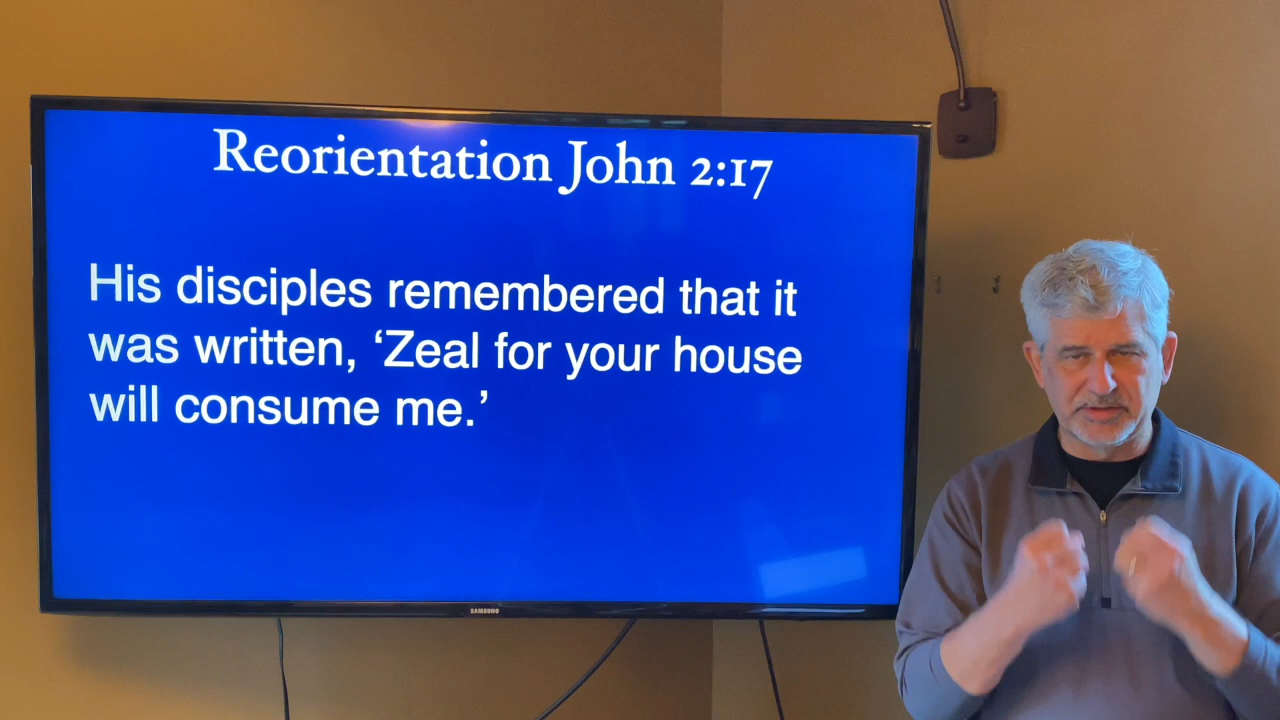 Reorientation John 2:17
His disciples remembered that it
was written, ‘Zeal for your house
will consume me.’
SAMSUNG